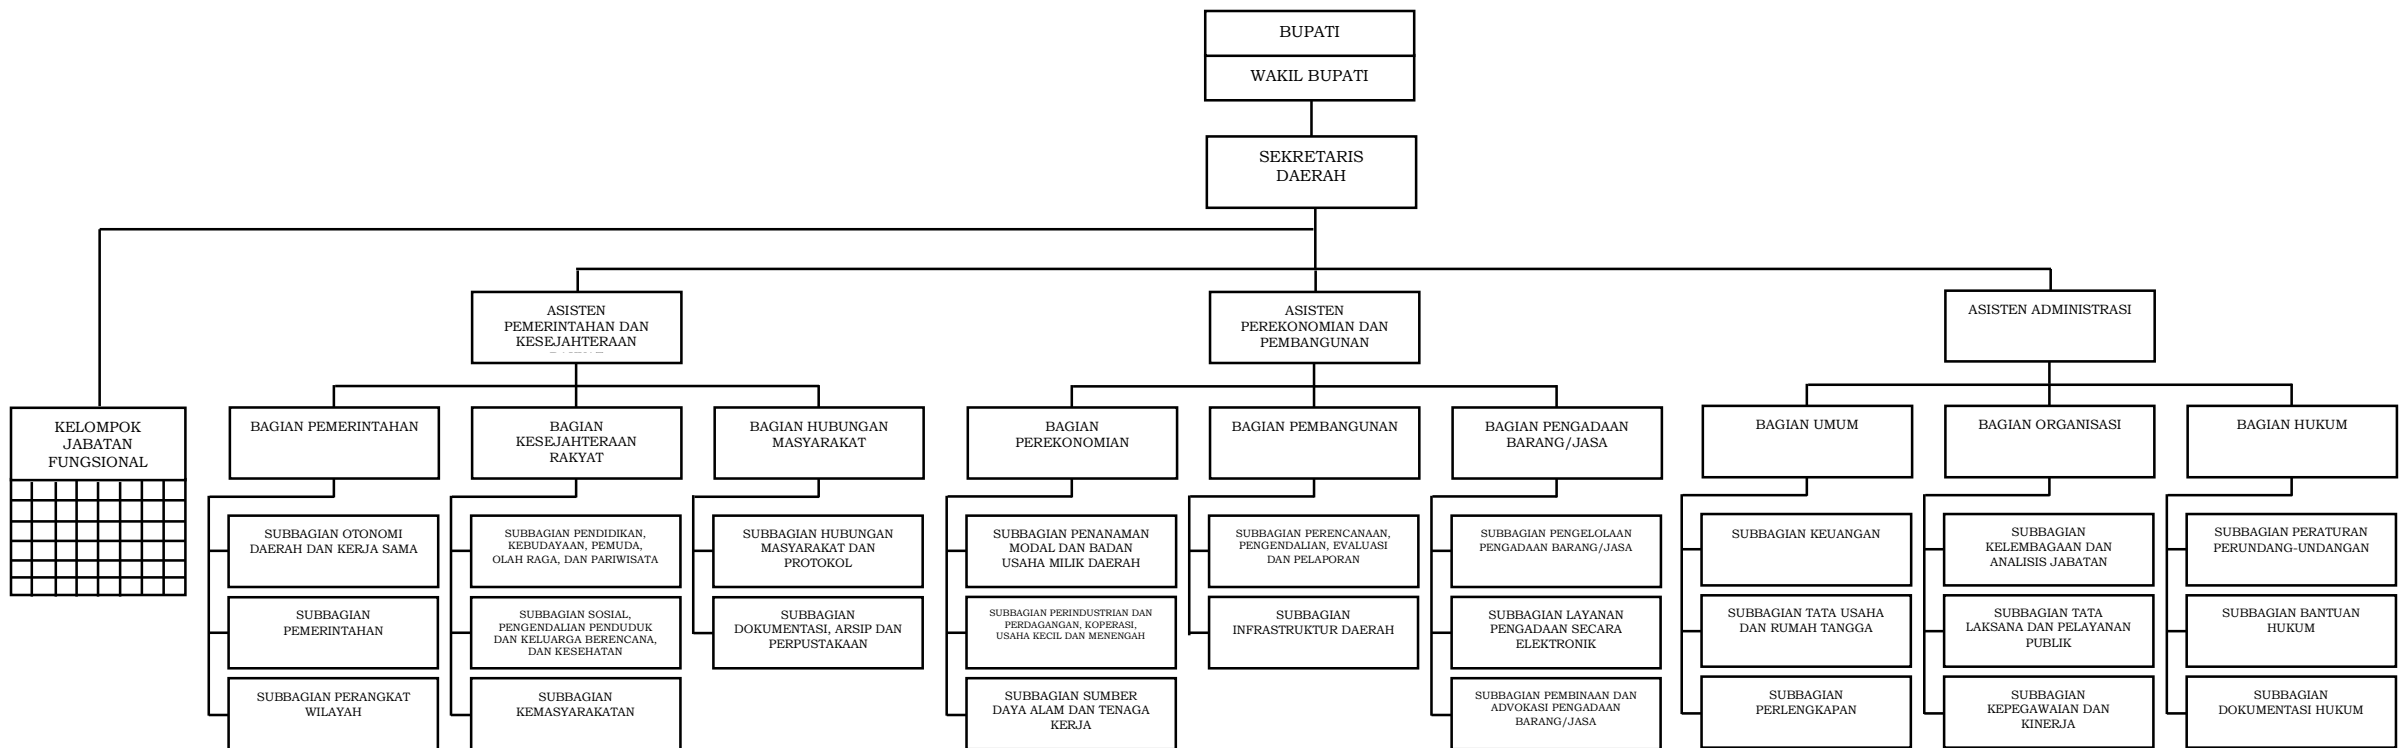 BUPATI
WAKIL BUPATI
SEKRETARIS
DAERAH
ASISTEN
PEMERINTAHAN DAN
KESEJAHTERAAN
ASISTEN
PEREKONOMIAN DAN
PEMBANGUNAN
ASISTEN ADMINISTRASI
KELOMPOK
JABATAN
FUNGSIONAL
BAGIAN PEMERINTAHAN
BAGIAN
KESEJAHTERAAN
RAKYAT
BAGIAN HUBUNGAN
MASYARAKAT
BAGIAN
PEREKONOMIAN
BAGIAN PEMBANGUNAN
BAGIAN PENGADAAN
BARANG/JASA
BAGIAN UMUM
BAGIAN ORGANISASI
BAGIAN HUKUM
SUBBAGIAN OTONOMI
DAERAH DAN KERJA SAMA
SUBBAGIAN PENDIDIKAN,
KEBUDAYAAN, PEMUDA,
OLAH RAGA, DAN PARIWISATA
SUBBAGIAN HUBUNGAN
MASYARAKAT DAN
PROTOKOL
SUBBAGIAN PENANAMAN
MODAL DAN BADAN
USAHA MILIK DAERAH
SUBBAGIAN PERENCANAAN,
PENGENDALIAN, EVALUASI
DAN PELAPORAN
SUBBAGIAN PENGELOLAAN
PENGADAAN BARANG/JASA
SUBBAGIAN KEUANGAN
SUBBAGIAN
KELEMBAGAAN DAN
ANALISIS JABATAN
SUBBAGIAN PERATURAN
PERUNDANG-UNDANGAN
SUBBAGIAN
PEMERINTAHAN
SUBBAGIAN SOSIAL,
PENGENDALIAN PENDUDUK
DAN KELUARGA BERENCANA,
DAN KESEHATAN
SUBBAGIAN
DOKUMENTASI, ARSIP DAN
PERPUSTAKAAN
SUBBAGIAN PERINDUSTRIAN DAN
PERDAGANGAN, KOPERASI,
USAHA KECIL DAN MENENGAH
SUBBAGIAN
INFRASTRUKTUR DAERAH
SUBBAGIAN LAYANAN
PENGADAAN SECARA
ELEKTRONIK
SUBBAGIAN TATA USAHA
DAN RUMAH TANGGA
SUBBAGIAN TATA
LAKSANA DAN PELAYANAN
PUBLIK
SUBBAGIAN BANTUAN
HUKUM
SUBBAGIAN PERANGKAT
WILAYAH
SUBBAGIAN
KEMASYARAKATAN
SUBBAGIAN SUMBER
DAYA ALAM DAN TENAGA
KERJA
SUBBAGIAN PEMBINAAN DAN
ADVOKASI PENGADAAN
BARANG/JASA
SUBBAGIAN
PERLENGKAPAN
SUBBAGIAN
KEPEGAWAIAN DAN
KINERJA
SUBBAGIAN
DOKUMENTASI HUKUM